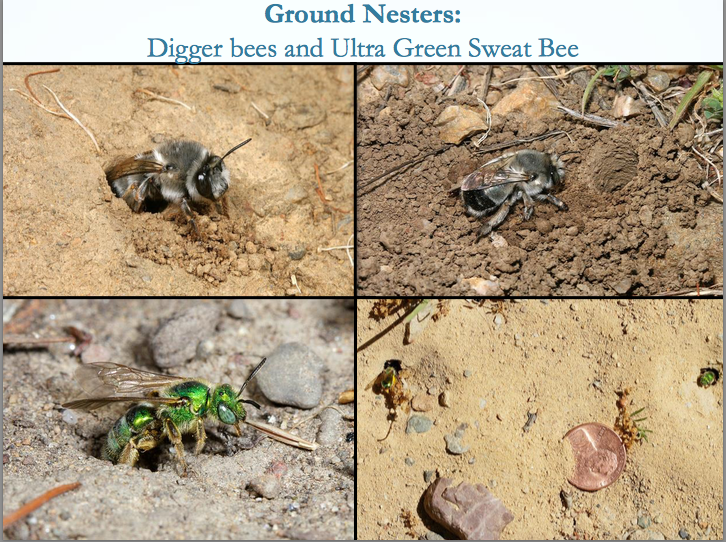 Ground Nesters:
Digger bees and Ultra Green Sweat Bee